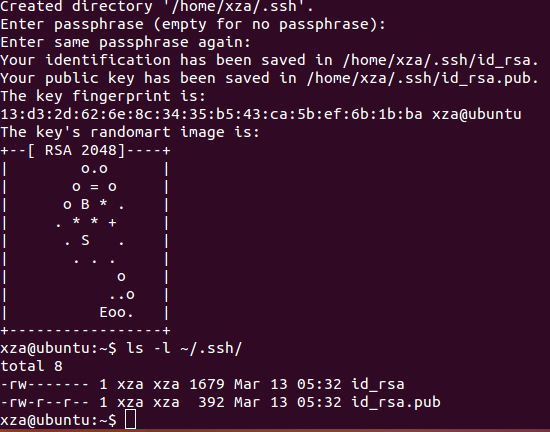 Created directory '/home/xza/.ssh'.
Enter passphrase (empty for no passphrase):
Enter same passphrase again:
Your identification has been saved in /home/xza/.ssh/id_rsa.
Your public key has been saved in /home/xza/.ssh/id_rsa.pub.
The key fingerprint is:
13:d3:2d:62:6e:8c:34:35:b5:43:ca:5b:ef:6b:1b:ba xza@ubuntu
The key's randomart image is:
+--[ RSA 2048]----+
|        o.o      |
|       o = o     |
|      o B * .    |
|     . * * +     |
|      . S   .    |
|       . . .     |
|            o    |
|           ..o   |
|          Eoo.   |
+-----------------+
xza@ubuntu:~$ ls -l ~/.ssh/
total 8
-rw------- 1 xza xza 1679 Mar 13 05:32 id_rsa
-rw-r--r-- 1 xza xza  392 Mar 13 05:32 id_rsa.pub
xza@ubuntu:~$